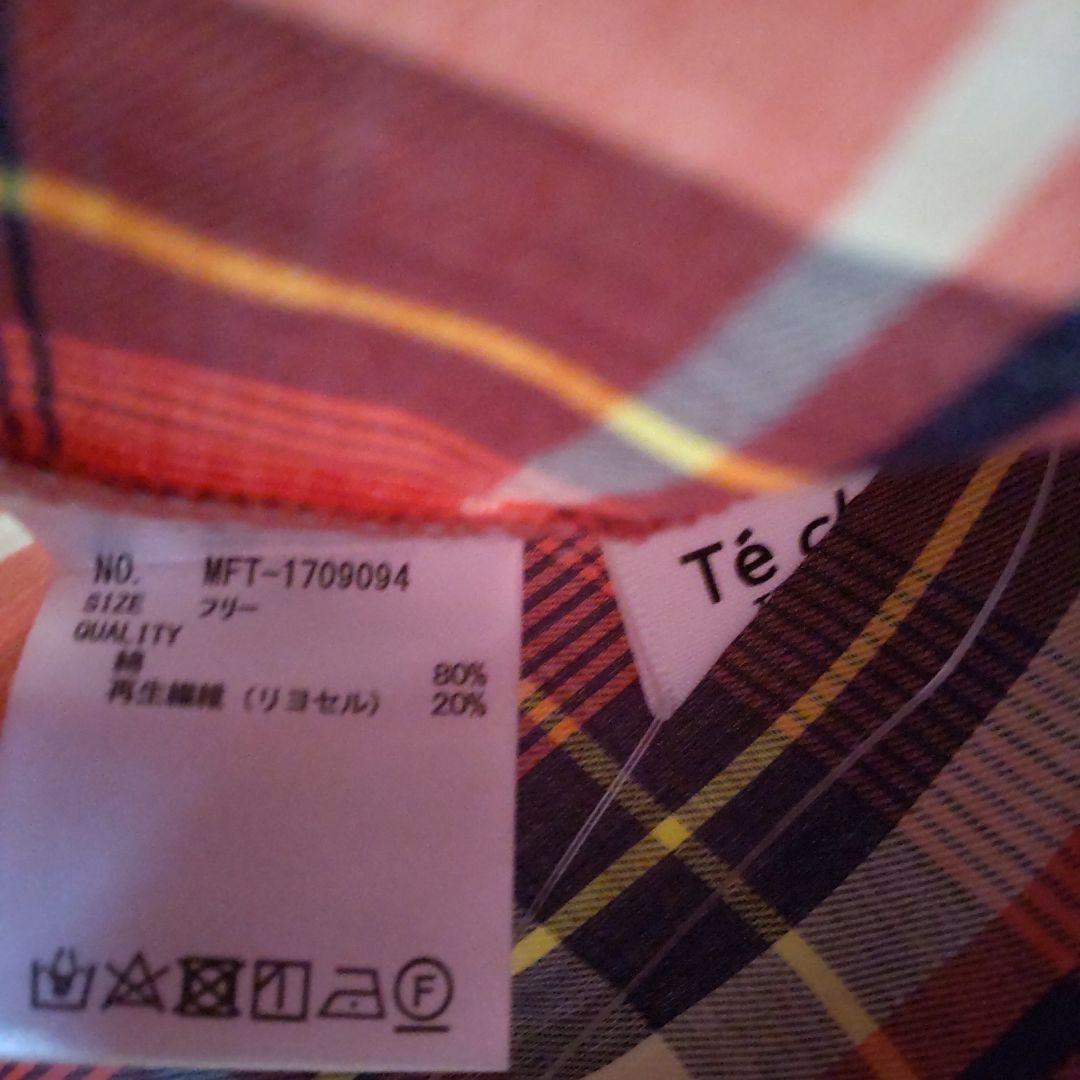 NO. MFT-1709094
SIZE フリー
QUALITY
綿 80%
再生繊維 (リヨセル) 20%
Té
F